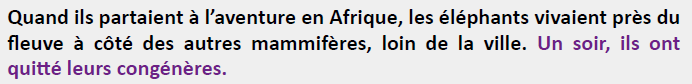 Quand ils partaient à l’aventure en Afrique, les éléphants vivaient près du
fleuve à côté des autres mammifères, loin de la ville. Un soir, ils ont
quitté leurs congénères.